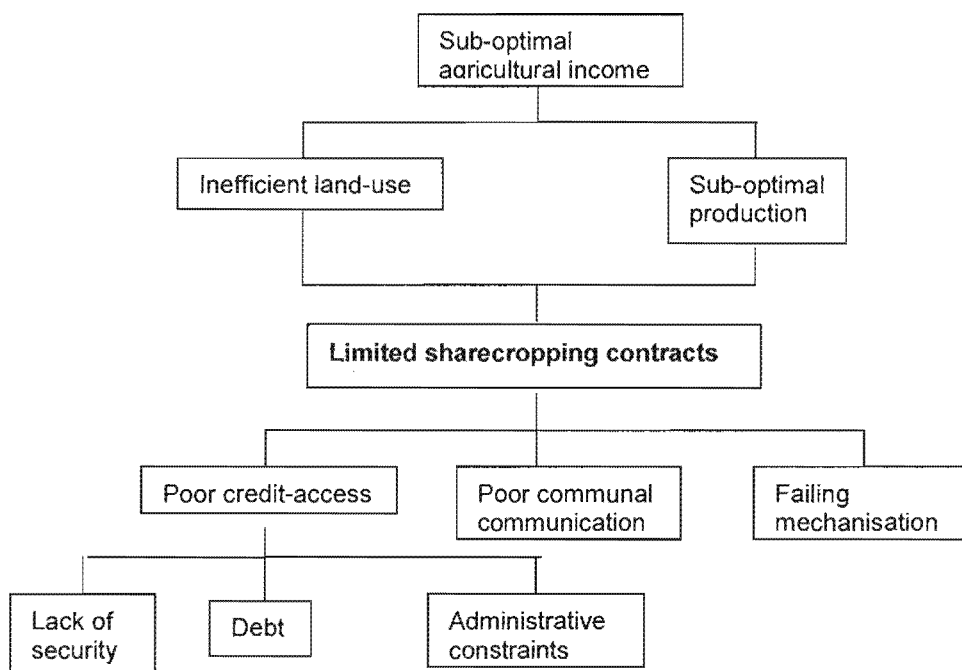 Sub-optimal
agricultural income
Inefficient land-use
Sub-optimal
production
Limited sharecropping contracts
Poor credit-access
Poor communal
communication
Failing
mechanisation
Lack of
security
Debt
Administrative
constraints